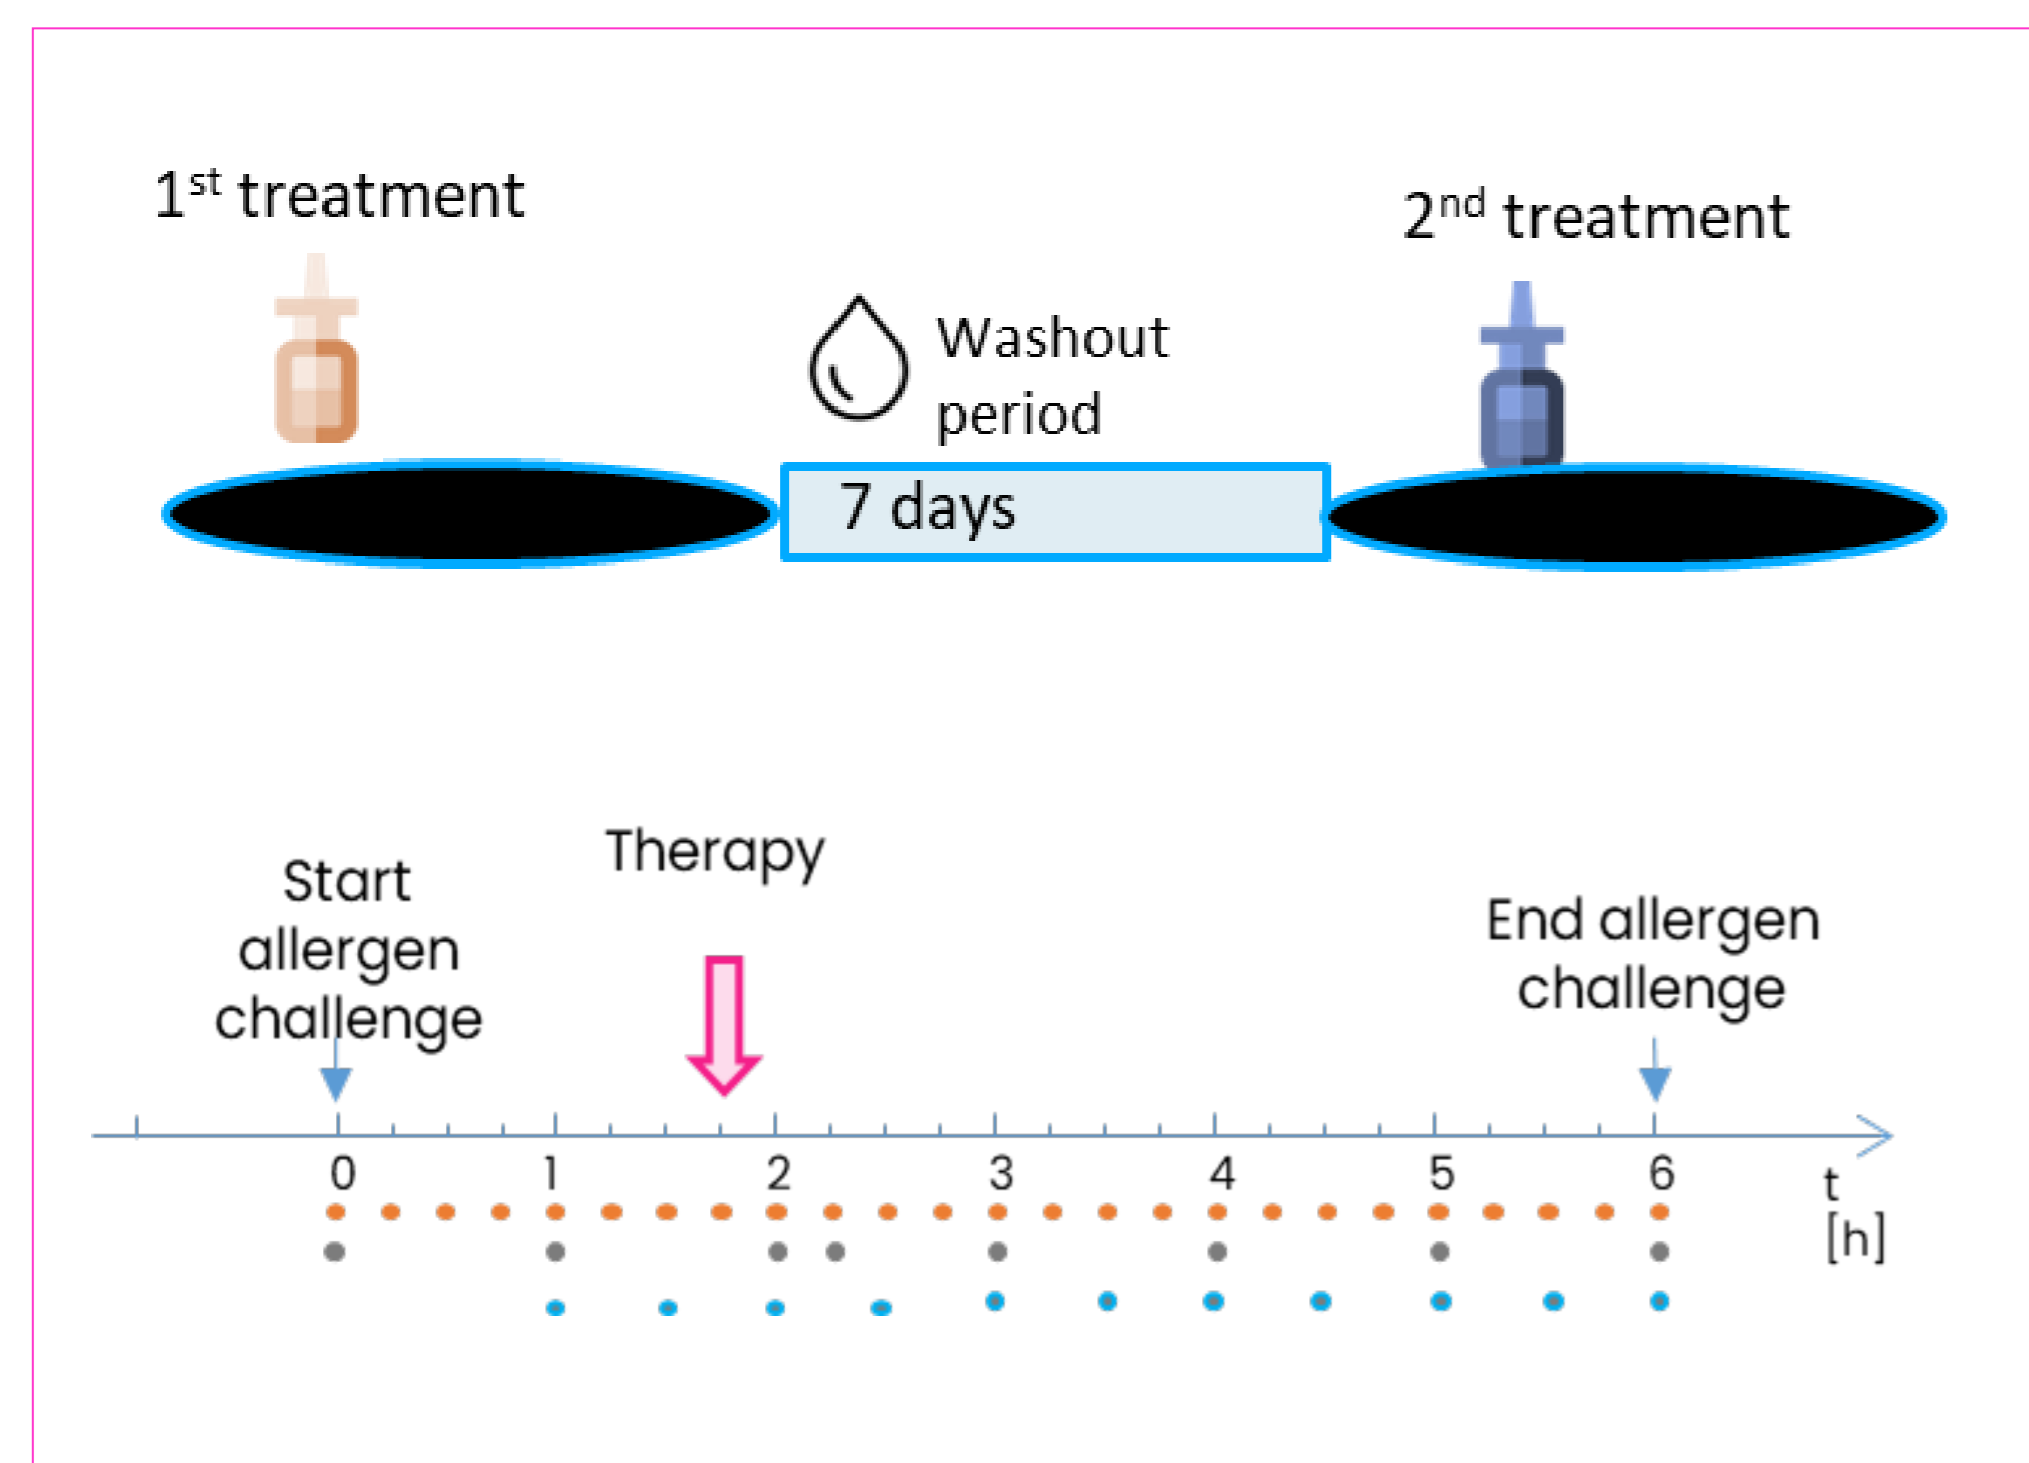 1st treatment
2nd treatment
Washout
period
7 days
Therapy
Start
allergen
challenge
End allergen
challenge
0 1 2 3 4 5 6 t
[h]